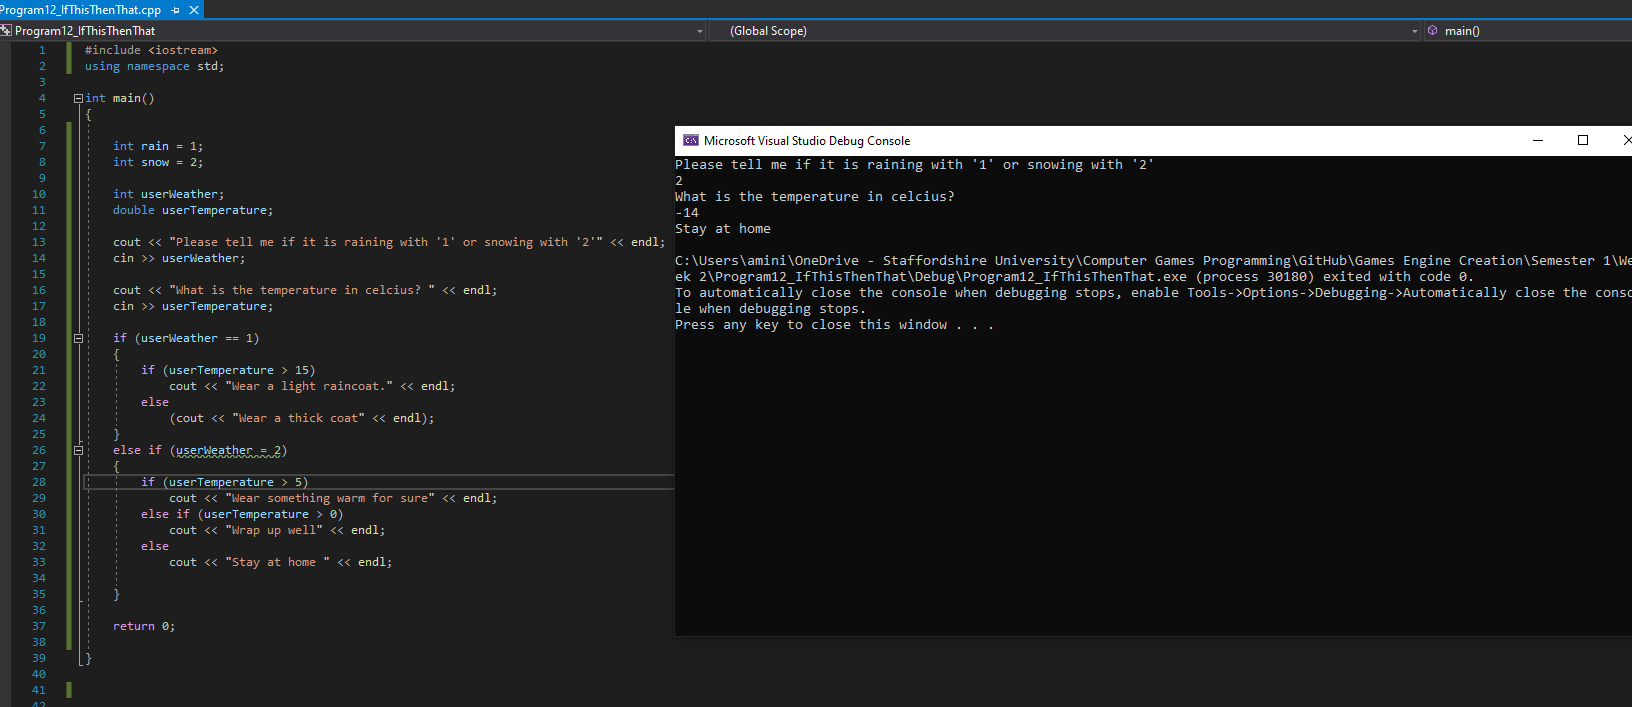 Program12_IfThisThenThat.cpp
Program12_IfThisThenThat
(Global Scope)
main()
1 #include <iostream>
2 using namespace std;
3
4 int main()
5 {
6
7 int rain = 1;
8 int snow = 2;
9
10 int userWeather;
11 double userTemperature;
12
13 cout << "Please tell me if it is raining with '1' or snowing with '2'" << endl;
14 cin >> userWeather;
15
16 cout << "What is the temperature in celcius? " << endl;
17 cin >> userTemperature;
18
19 if (userWeather == 1)
20 {
21 if (userTemperature > 15)
22 cout << "Wear a light raincoat." << endl;
23 else
24 (cout << "Wear a thick coat" << endl);
25 }
26 else if (userWeather = 2)
27 {
28 if (userTemperature > 5)
29 cout << "Wear something warm for sure" << endl;
30 else if (userTemperature > 0)
31 cout << "Wrap up well" << endl;
32 else
33 cout << "Stay at home " << endl;
34
35 }
36
37 return 0;
38
39 }
40
41
42
Microsoft Visual Studio Debug Console
Please tell me if it is raining with '1' or snowing with '2'
2
What is the temperature in celcius?
-14
Stay at home
C:\Users\amini\OneDrive - Staffordshire University\Computer Games Programming\GitHub\Games Engine Creation\Semester 1\We
ek 2\Program12_IfThisThenThat\Debug\Program12_IfThisThenThat.exe (process 30180) exited with code 0.
To automatically close the console when debugging stops, enable Tools->Options->Debugging->Automatically close the conso
le when debugging stops.
Press any key to close this window . . .